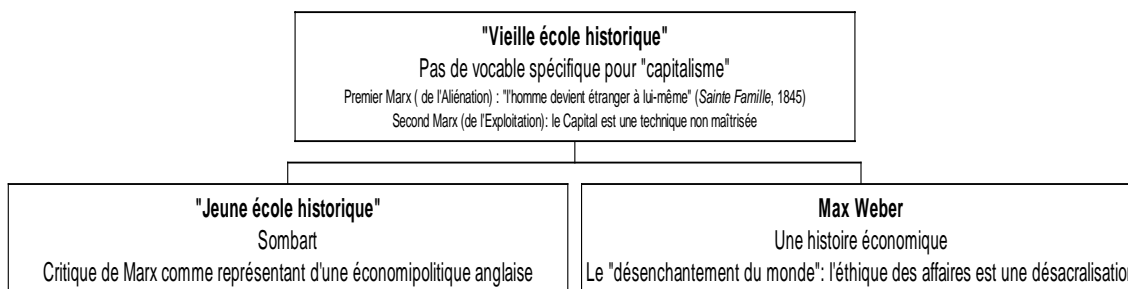 "Vieille école historique"
Pas de vocable spécifique pour "capitalisme"
Premier Marx ( de l'Aliénation) : "l'homme devient étranger à lui-même" (Sainte Famille, 1845)
Second Marx (de l'Exploitation): le Capital est une technique non maîtrisée
"Jeune école historique"
Sombart
Critique de Marx comme représentant d'une économipolitique anglaise
Max Weber
Une histoire économique
Le "désenchantement du monde": l'éthique des affaires est une désacralisation